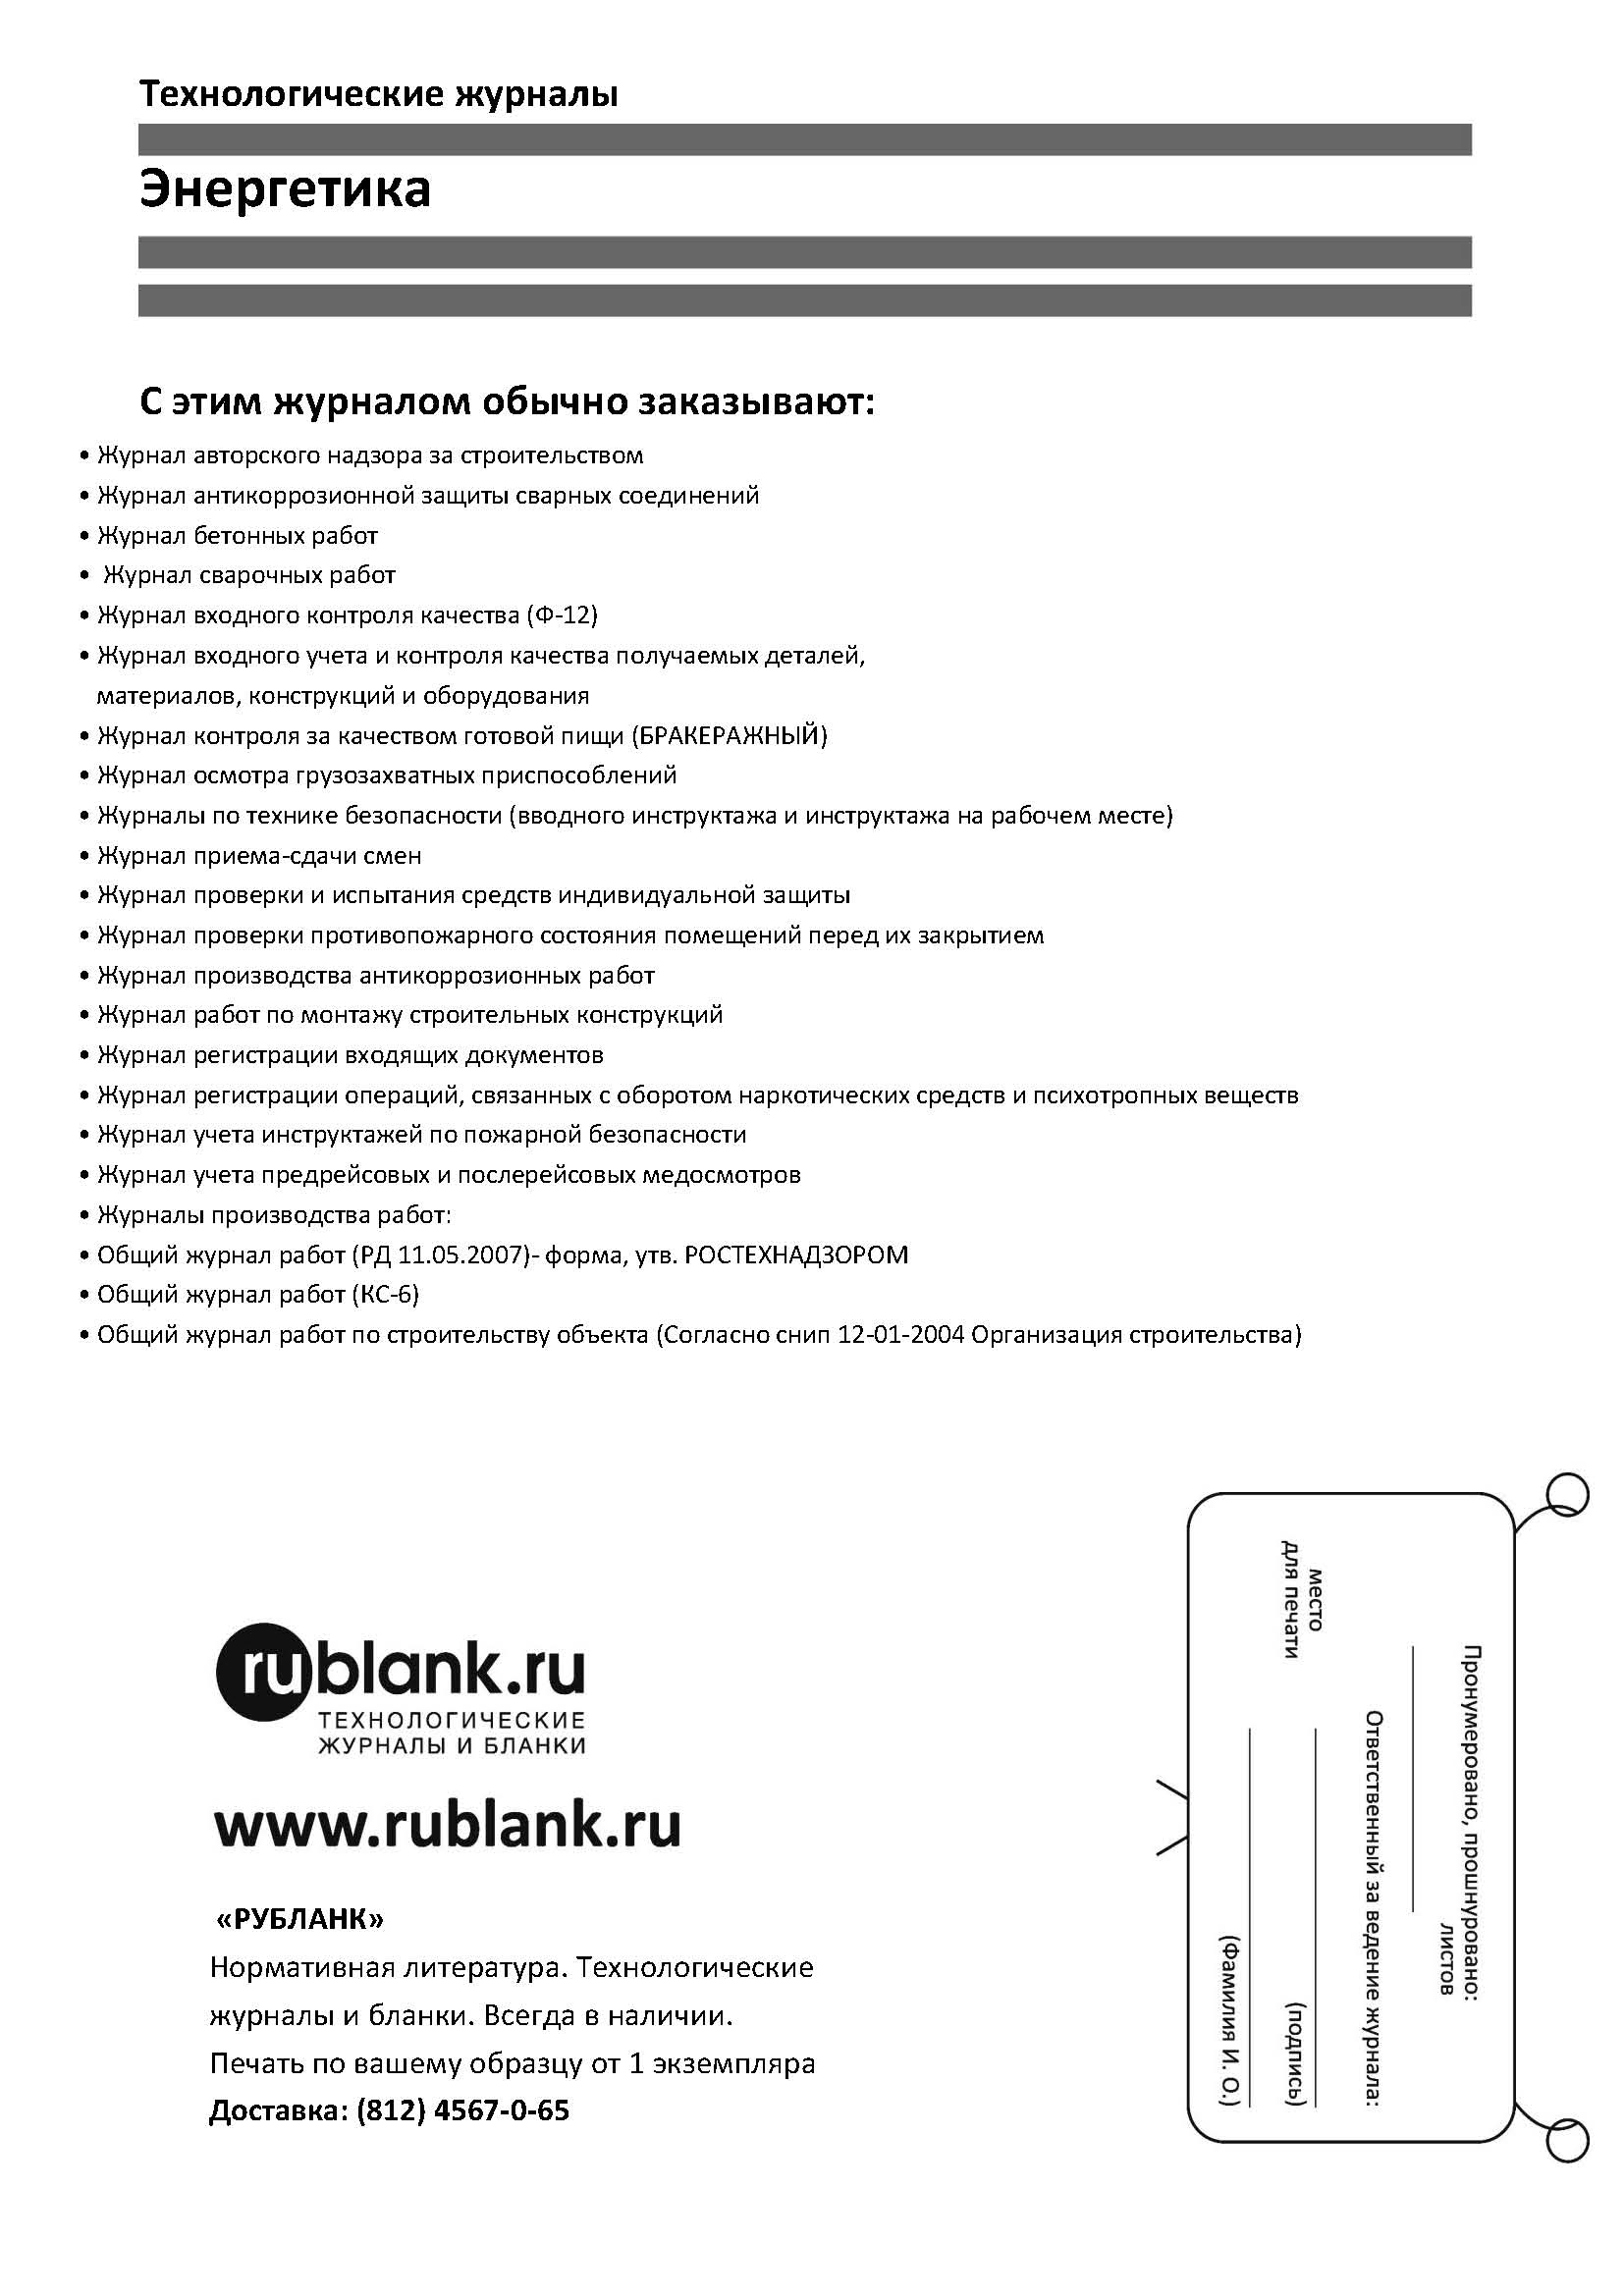 Технологические журналы
Энергетика
С этим журналом обычно заказывают:
• Журнал авторского надзора за строительством
• Журнал антикоррозионной защиты сварных соединений
• Журнал бетонных работ
• Журнал сварочных работ
• Журнал входного контроля качества (Ф-12)
• Журнал входного учета и контроля качества получаемых деталей,
материалов, конструкций и оборудования
• Журнал контроля за качеством готовой пищи (БРАКЕРАЖНЫЙ)
• Журнал осмотра грузозахватных приспособлений
• Журналы по технике безопасности (вводного инструктажа и инструктажа на рабочем месте)
• Журнал приема-сдачи смен
• Журнал проверки и испытания средств индивидуальной защиты
• Журнал проверки противопожарного состояния помещений перед их закрытием
• Журнал производства антикоррозионных работ
• Журнал работ по монтажу строительных конструкций
• Журнал регистрации входящих документов
• Журнал регистрации операций, связанных с оборотом наркотических средств и психотропных веществ
• Журнал учета инструктажей по пожарной безопасности
• Журнал учета предрейсовых и послерейсовых медосмотров
• Журналы производства работ:
• Общий журнал работ (РД 11.05.2007)- форма, утв. РОСТЕХНАДЗОРОМ
• Общий журнал работ (КС-6)
• Общий журнал работ по строительству объекта (Согласно снип 12-01-2004 Организация строительства)
rublank.ru
ТЕХНОЛОГИЧЕСКИЕ
ЖУРНАЛЫ И БЛАНКИ
www.rublank.ru
«РУБЛАНК»
Нормативная литература. Технологические
журналы и бланки. Всегда в наличии.
Печать по вашему образцу от 1 экземпляра
Доставка: (812) 4567-0-65
Пронумеровано, прошнуровано:
листов
Ответственный за ведение журнала:
место
для печати
(подпись)
(Фамилия И. О.)